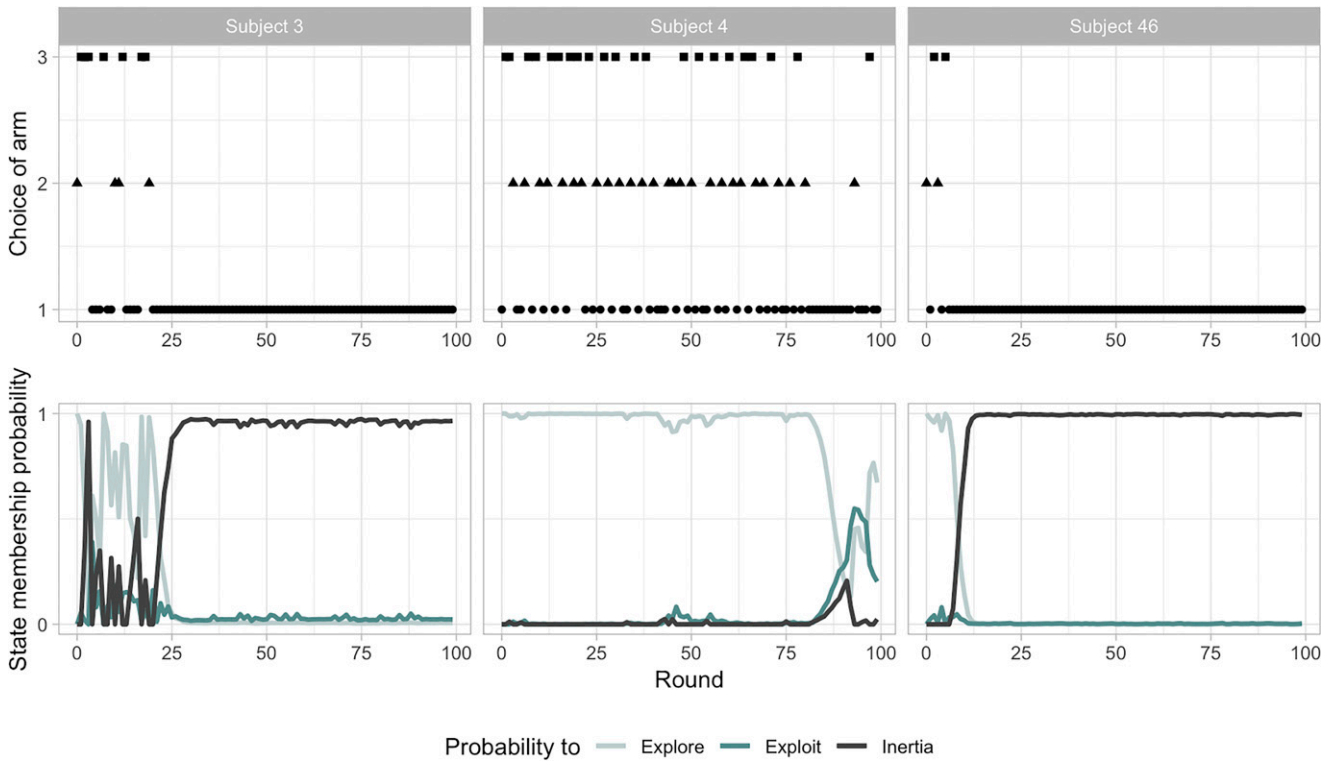 Subject 3 Subject 4 Subject 46
Choice of arm
3
2
1
0 25 50 75 100 0 25 50 75 100 0 25 50 75 100
State membership probability
1
0
0 25 50 75 100 0 25 50 75 100 0 25 50 75 100
Round
Probability to Explore Exploit Inertia